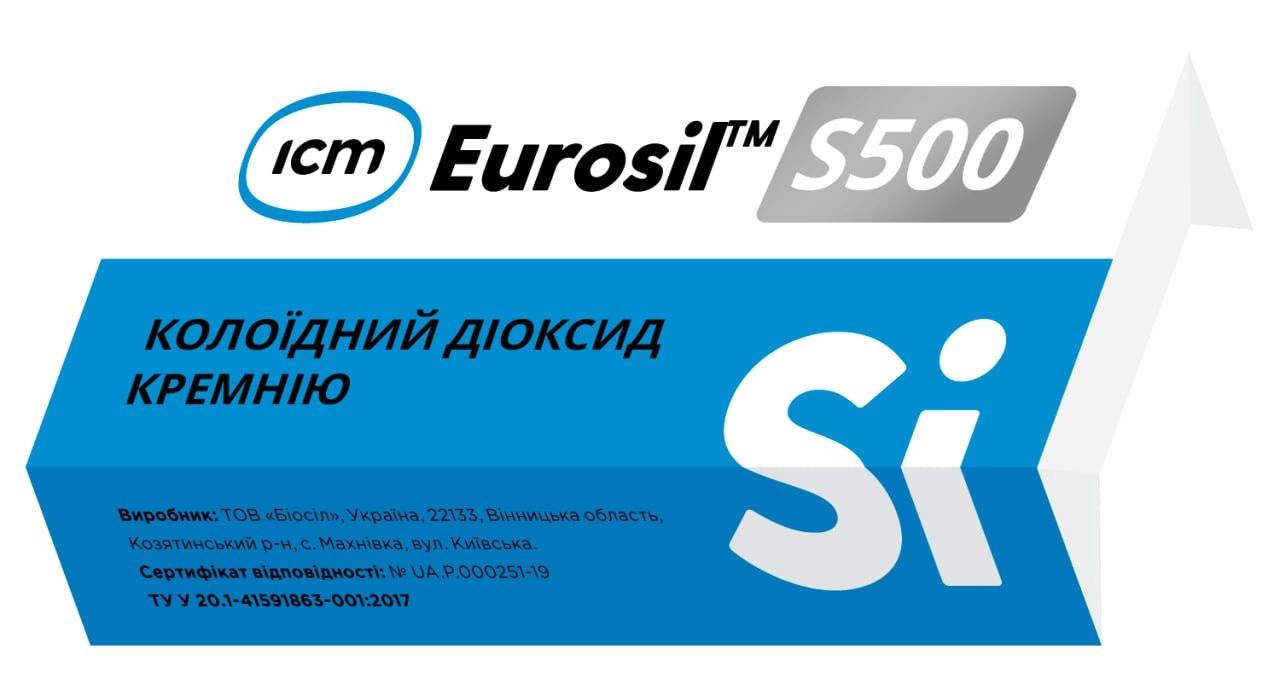 ıcm Eurosil™ S500
КОЛОЇДНИЙ ДІОКСИД
КРЕМНІЮ
Si
Виробник: ТОВ «Біосіл», Україна, 22133, Вінницька область,
Козятинський р-н, с. Махнівка, вул. Київська.
Сертифікат відповідності: № UA.P.000251-19
ТУ У 20.1-41591863-001:2017